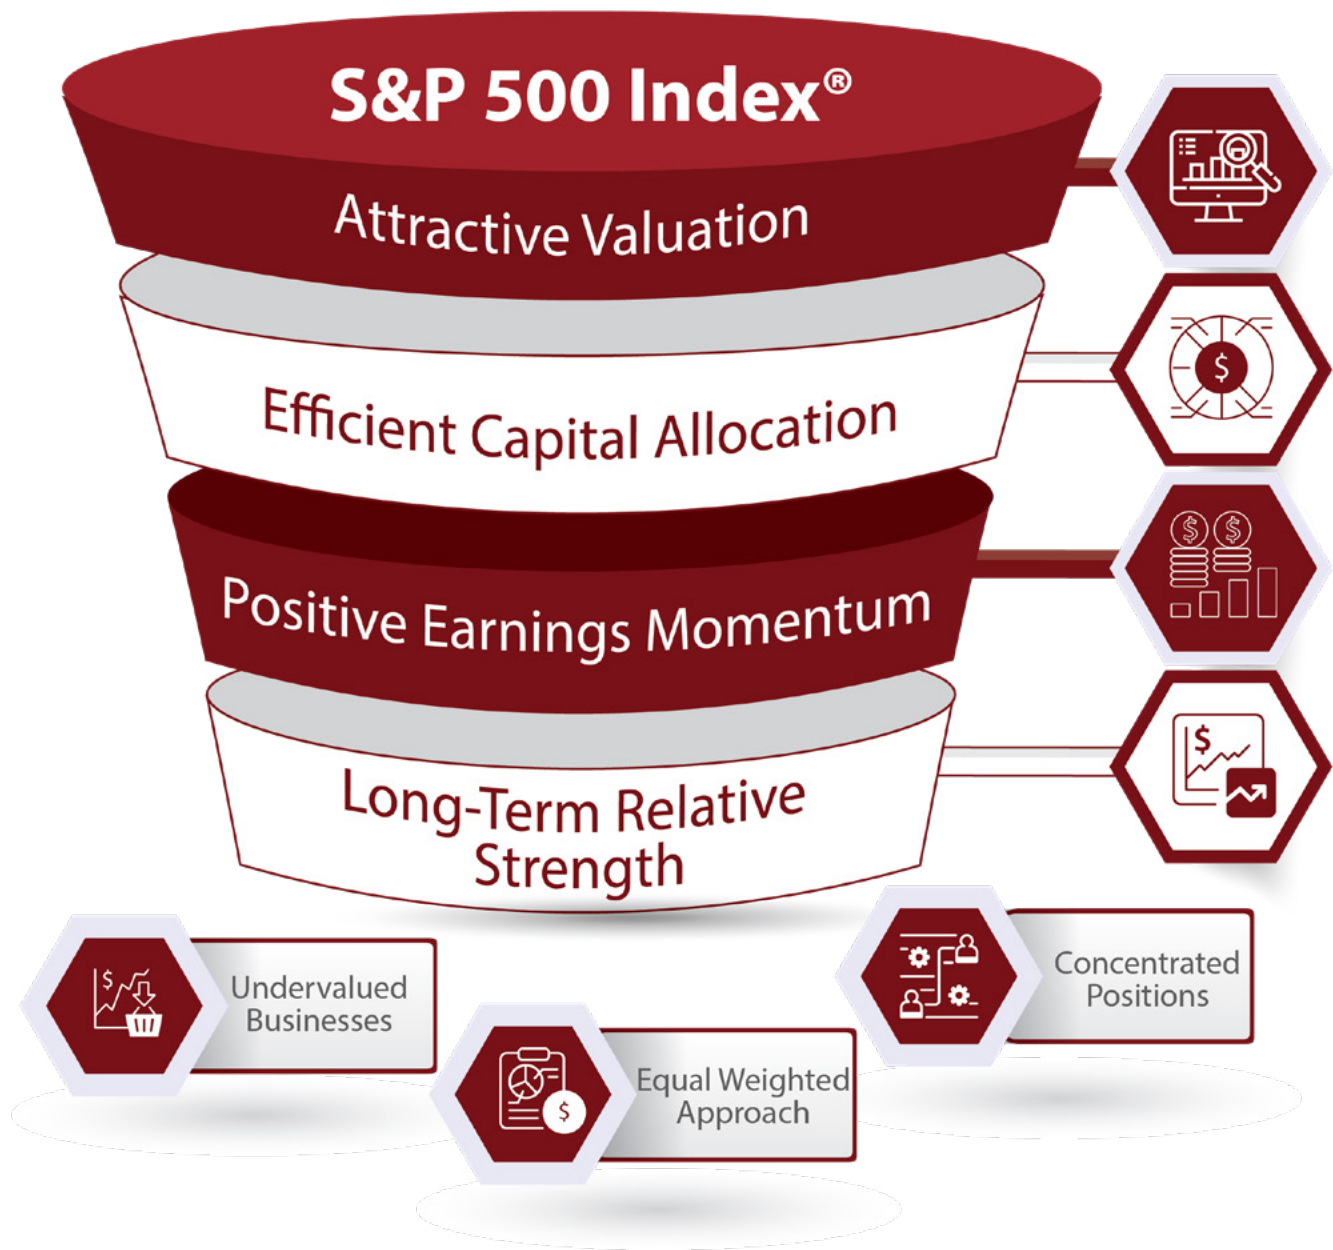 S&P 500 Index®
Attractive Valuation
Efficient Capital Allocation
$
$ $
Positive Earnings Momentum
$
Long-Term Relative
Strength
Concentrated
Positions
$
Undervalued
Businesses
Equal Weighted
Approach
$